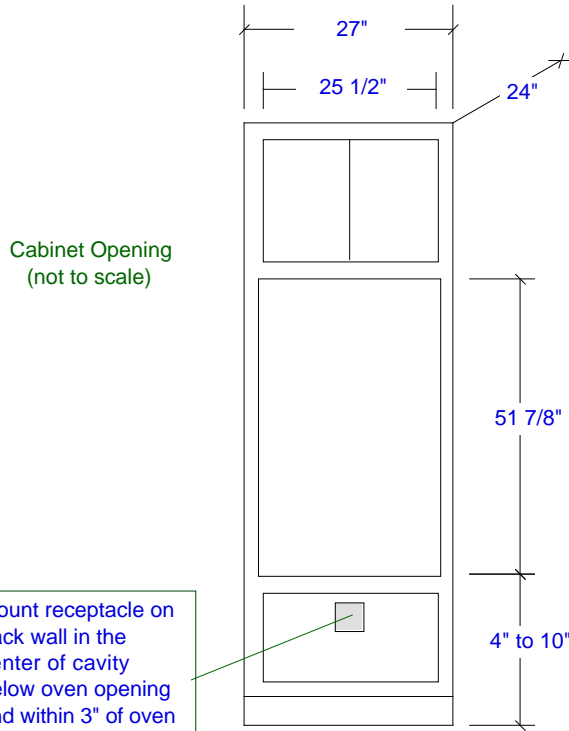 27"
25 1/2"
24"
Cabinet Opening
(not to scale)
51 7/8"
ount receptacle on
ack wall in the
enter of cavity
elow oven opening
nd within 3" of oven
4" to 10"